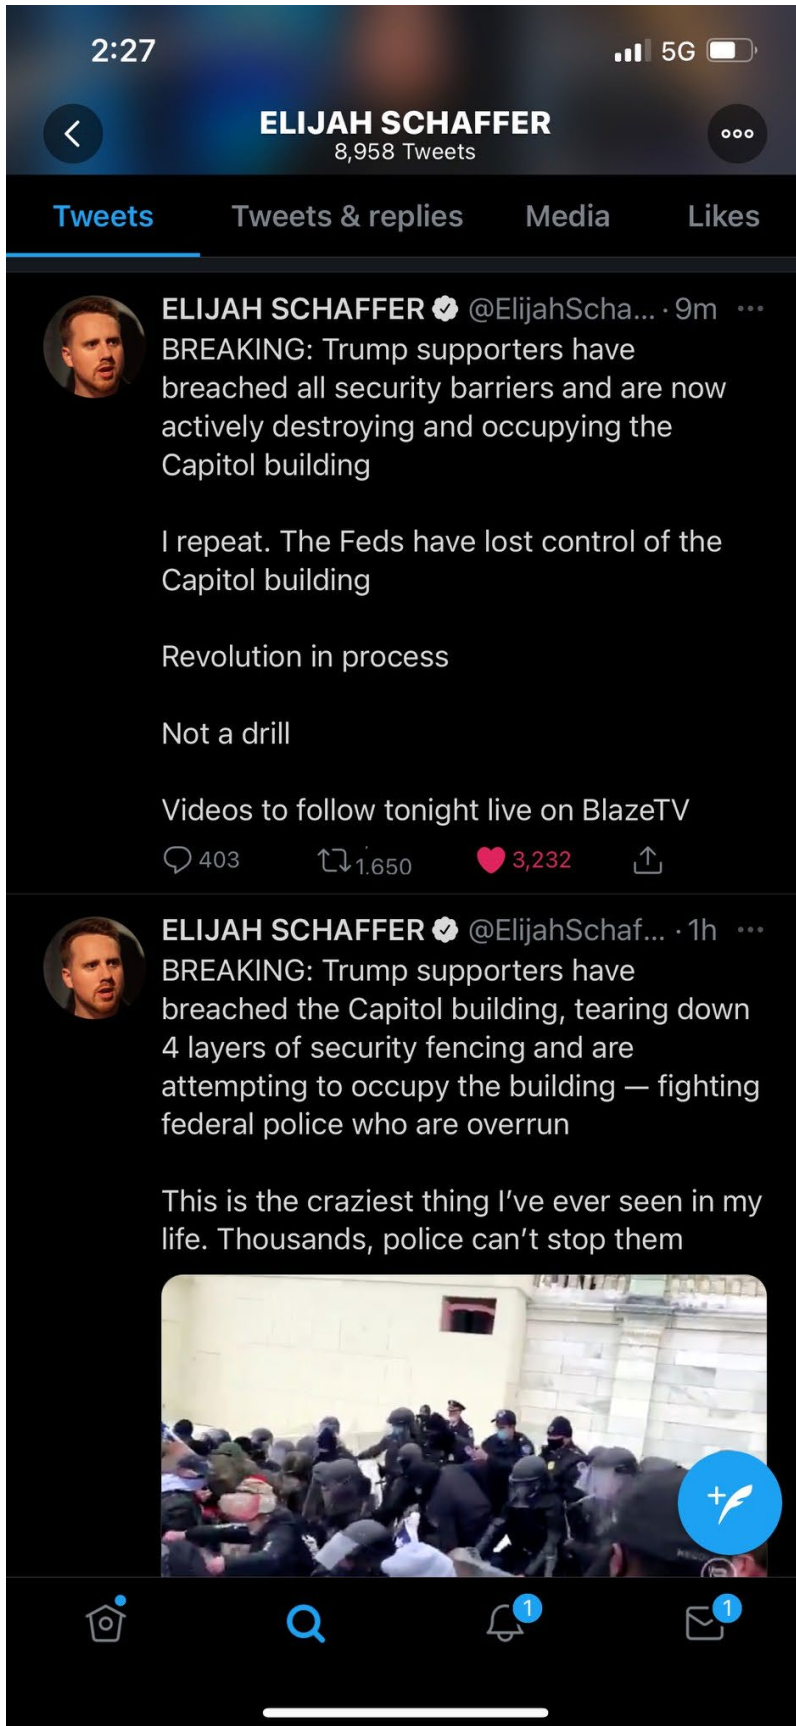 2:27
5G
ELIJAH SCHAFFER
8,958 Tweets
Tweets Tweets & replies Media Likes
ELIJAH SCHAFFER @ElijahScha... · 9m
BREAKING: Trump supporters have
breached all security barriers and are now
actively destroying and occupying the
Capitol building
I repeat. The Feds have lost control of the
Capitol building
Revolution in process
Not a drill
Videos to follow tonight live on BlazeTV
403 1.650 3,232
ELIJAH SCHAFFER @ElijahSchaf... · 1h
BREAKING: Trump supporters have
breached the Capitol building, tearing down
4 layers of security fencing and are
attempting to occupy the building — fighting
federal police who are overrun
This is the craziest thing I’ve ever seen in my
life. Thousands, police can’t stop them
1 1